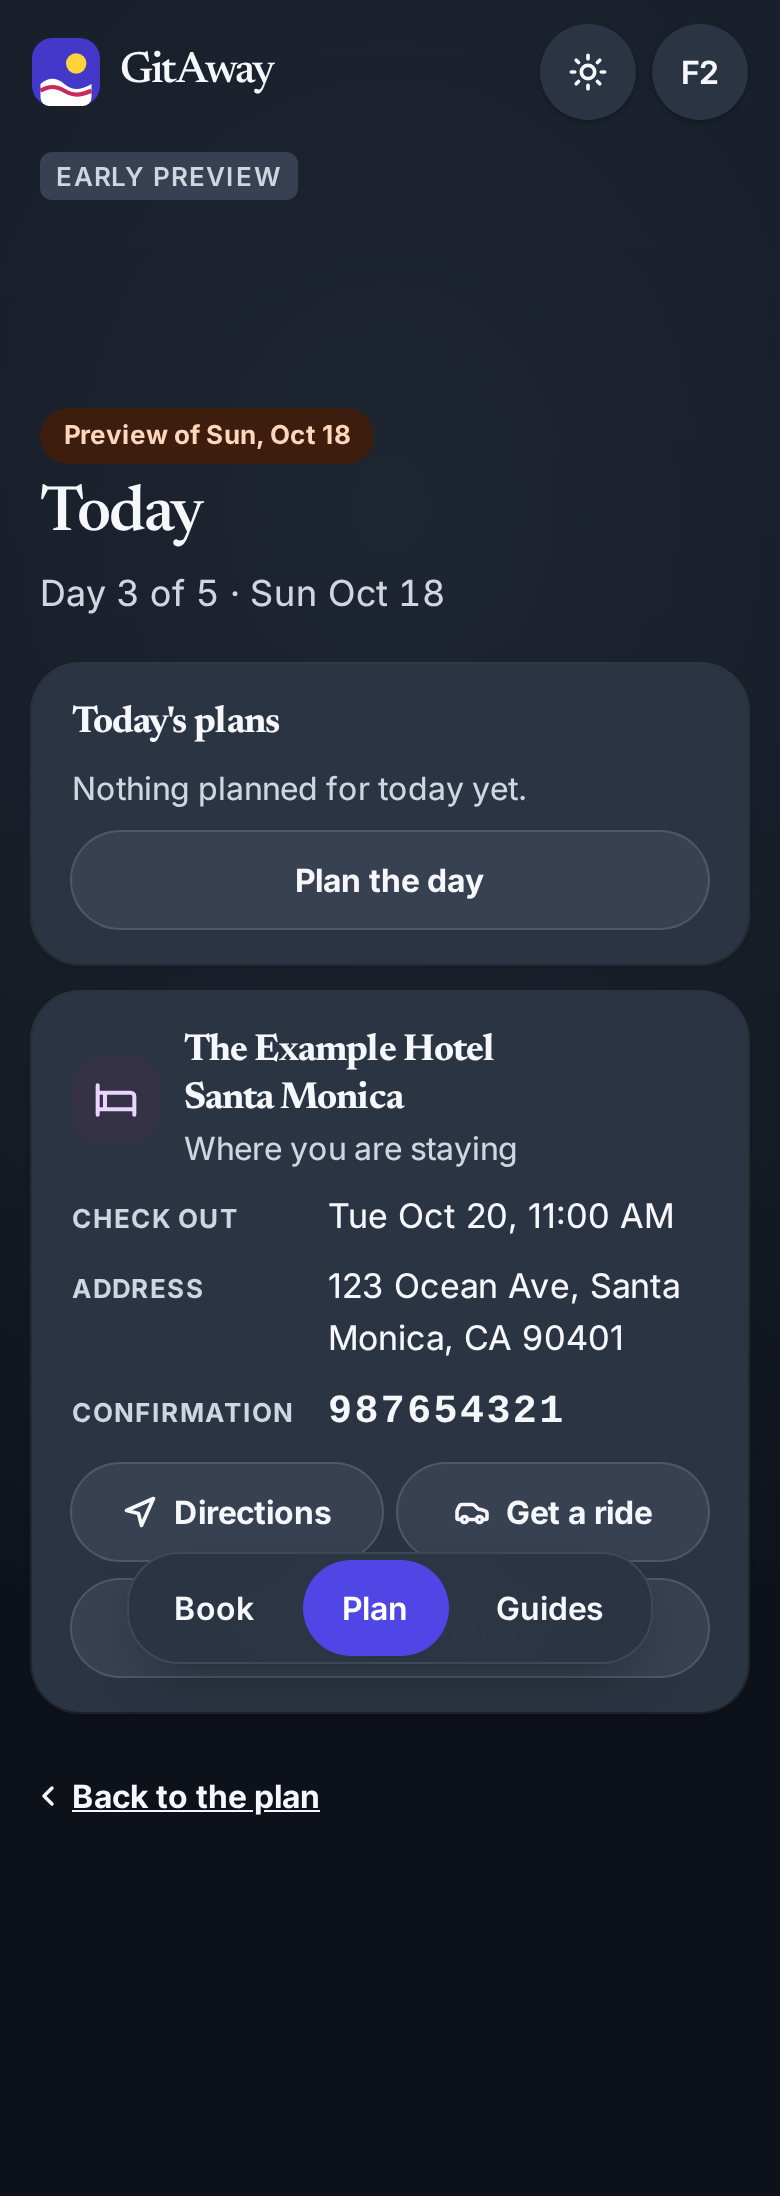 GitAway
F2
EARLY PREVIEW
Preview of Sun, Oct 18
Today
Day 3 of 5 · Sun Oct 18
Today's plans
Nothing planned for today yet.
Plan the day
The Example Hotel
Santa Monica
Where you are staying
CHECK OUT
Tue Oct 20, 11:00 AM
ADDRESS
123 Ocean Ave, Santa
Monica, CA 90401
CONFIRMATION
987654321
Directions
Get a ride
Book
Plan
Guides
Back to the plan